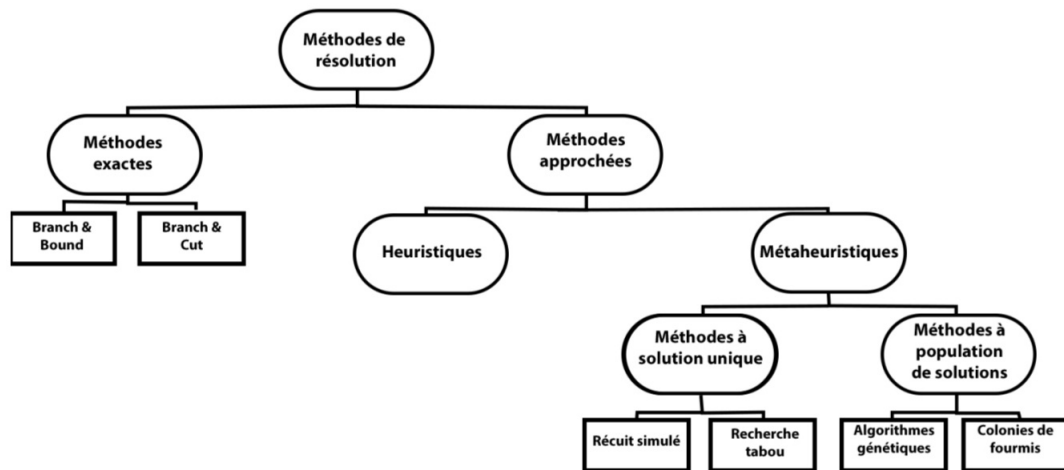 Méthodes de
résolution
Méthodes
exactes
Méthodes
approchées
Branch &
Bound
Branch &
Cut
Heuristiques
Métaheuristiques
Méthodes à
solution unique
Méthodes à
population
de solutions
Récuit simulé
Recherche
tabou
Algorithmes
génétiques
Colonies de
fourmis